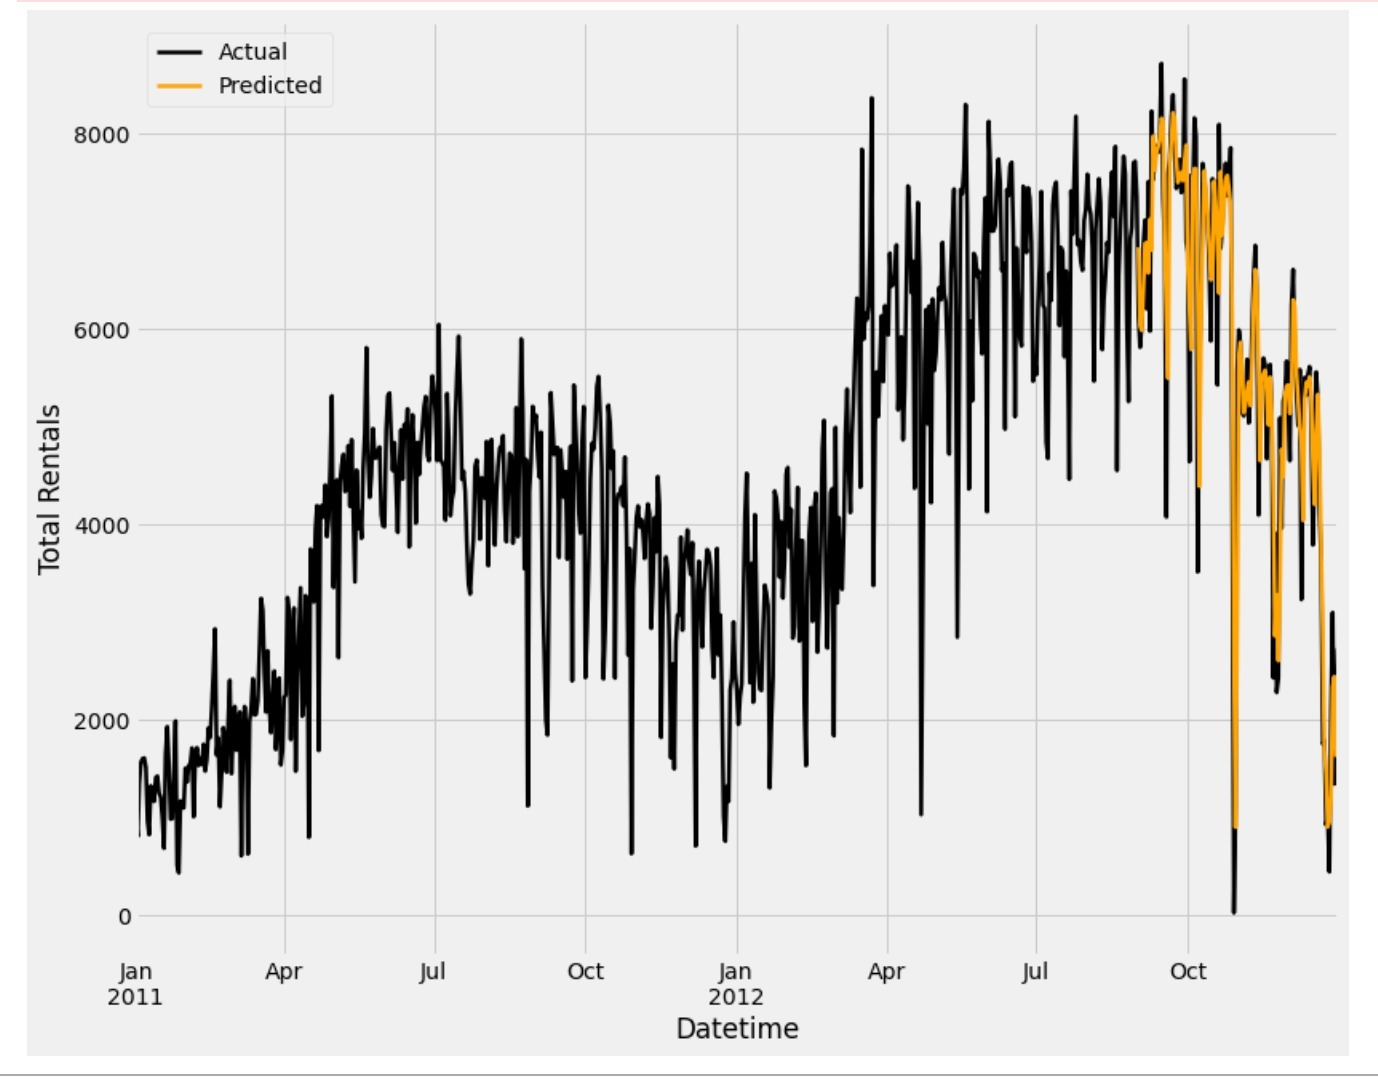 Actual
Predicted
8000
6000
4000
2000
0
Total Rentals
Jan
2011
Apr
Jul
Oct
Jan
2012
Apr
Jul
Oct
Datetime